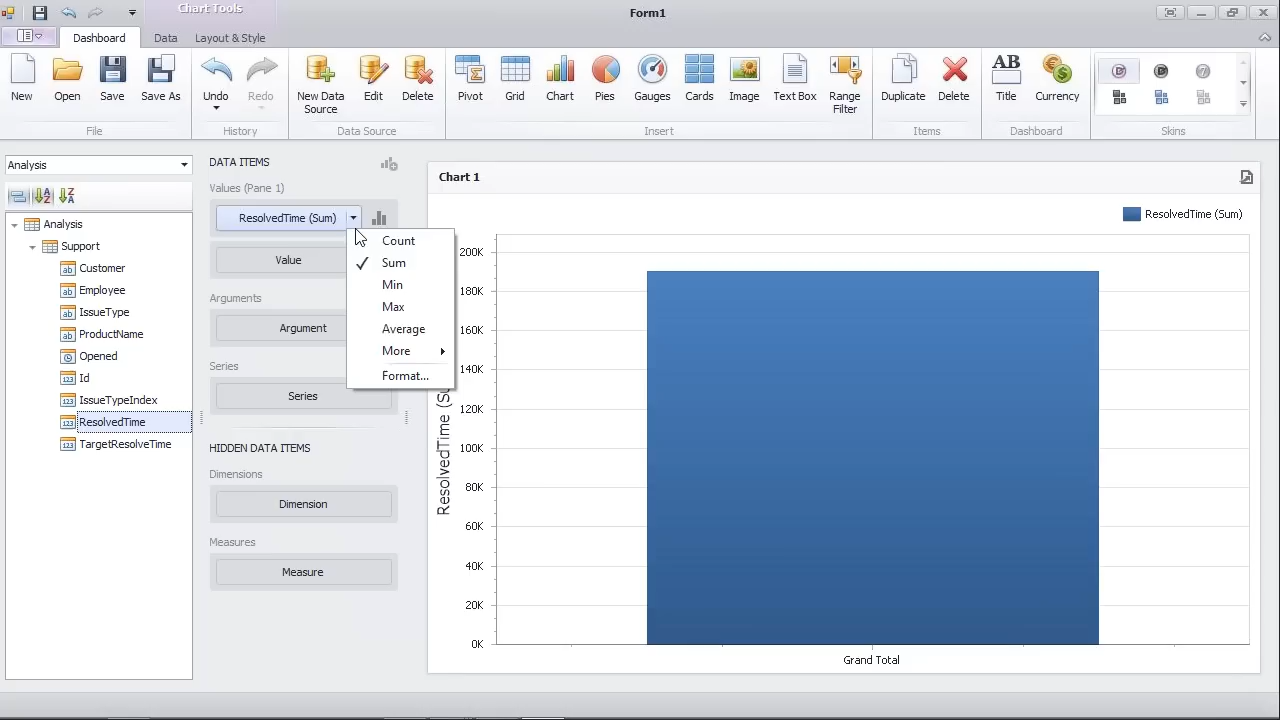 Chart Tools
Form1
Dashboard
Data
Layout & Style
New
Open
Save
Save As
Undo
Redo
New Data
Source
Edit
Delete
Pivot
Grid
Chart
Pies
Gauges
Cards
Image
Text Box
Range
Filter
Duplicate
Delete
AB
Title
Currency
File
History
Data Source
Insert
Items
Dashboard
Skins
Analysis
Analysis
Support
Customer
Employee
IssueType
ProductName
Opened
Id
IssueTypeIndex
ResolvedTime
TargetResolveTime
DATA ITEMS
Values (Pane 1)
ResolvedTime (Sum)
Value
Arguments
Argument
Series
Series
HIDDEN DATA ITEMS
Dimensions
Dimension
Measures
Measure
Count
Sum
Min
Max
Average
More
Format...
Chart 1
ResolvedTime (Sum)
200K
180K
160K
140K
120K
100K
80K
60K
40K
20K
0K
ResolvedTime (Su
Grand Total